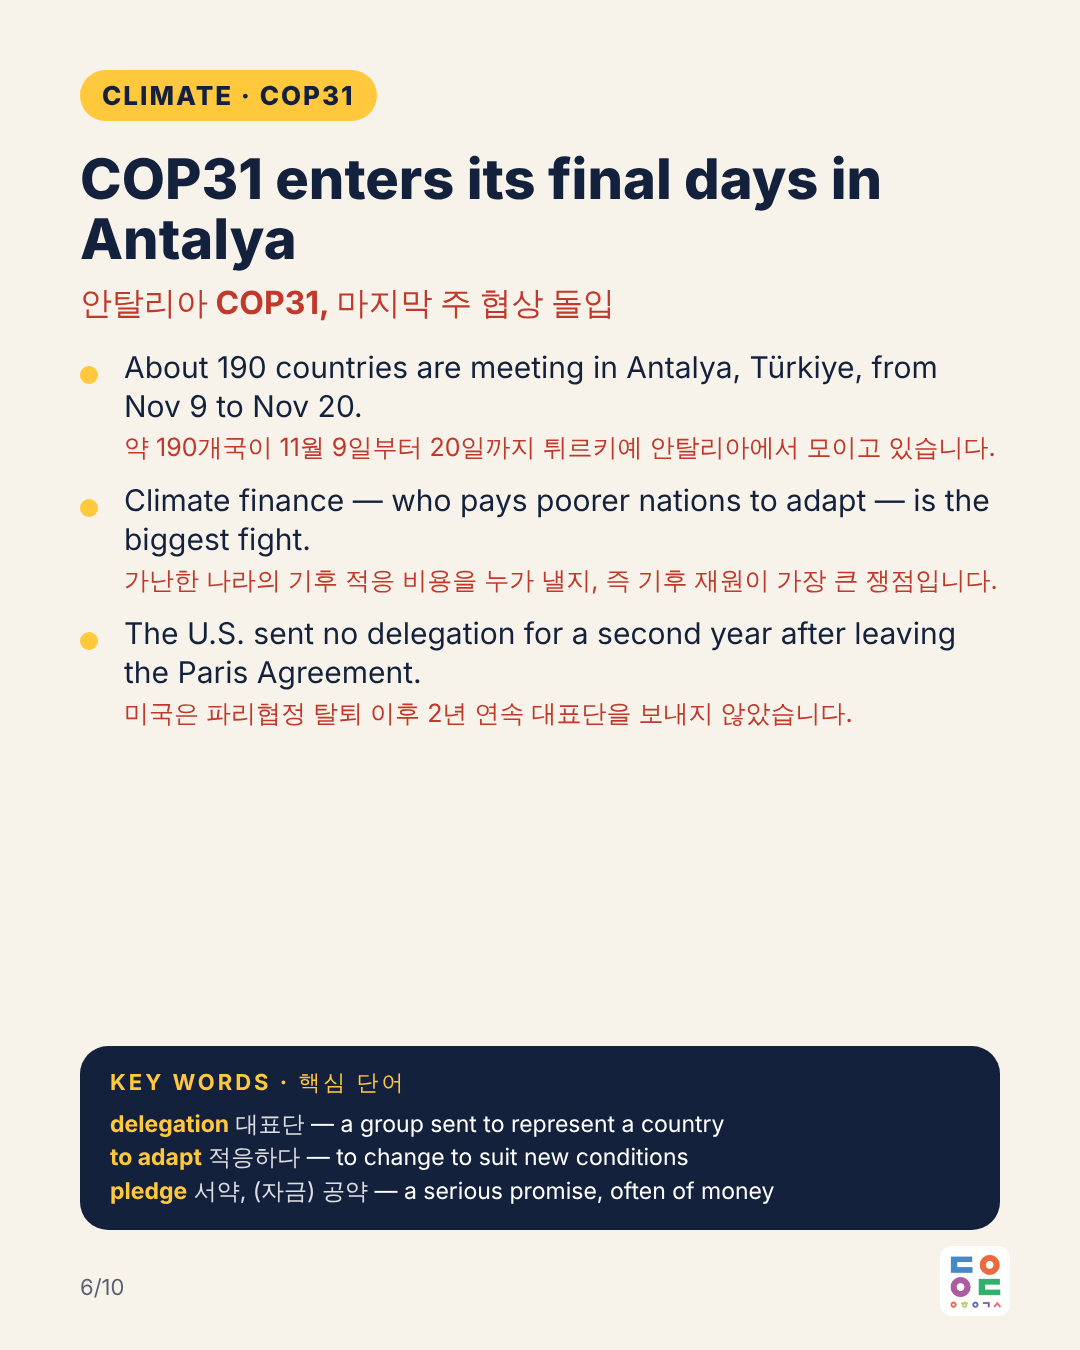 CLIMATE · COP31
COP31 enters its final days in
Antalya
안탈리아 COP31, 마지막 주 협상 돌입
About 190 countries are meeting in Antalya, Türkiye, from
Nov 9 to Nov 20.
약 190개국이 11월 9일부터 20일까지 튀르키예 안탈리아에서 모이고 있습니다.
Climate finance — who pays poorer nations to adapt — is the
biggest fight.
가난한 나라의 기후 적응 비용을 누가 낼지, 즉 기후 재원이 가장 큰 쟁점입니다.
The U.S. sent no delegation for a second year after leaving
the Paris Agreement.
미국은 파리협정 탈퇴 이후 2년 연속 대표단을 보내지 않았습니다.
KEY WORDS · 핵심 단어
delegation 대표단 — a group sent to represent a country
to adapt 적응하다 — to change to suit new conditions
pledge 서약, (자금) 공약 — a serious promise, often of money
6/10